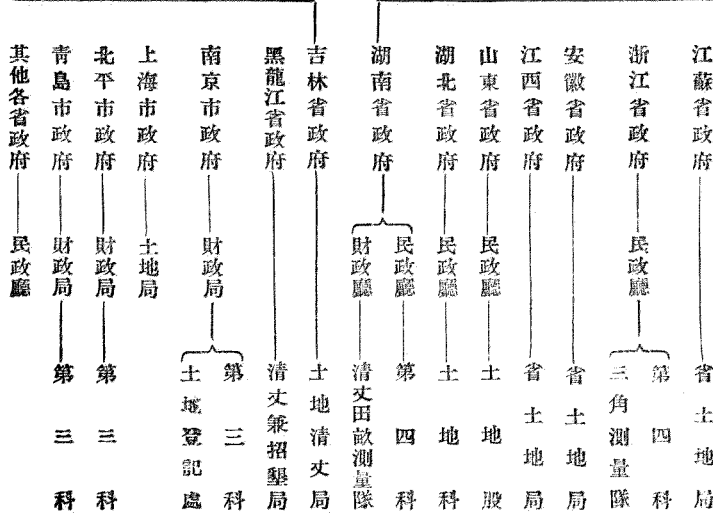 江蘇省政府
省土地局
浙江省政府
民政廳
第四科
三角測量隊
安徽省政府
省土地局
江西省政府
省土地局
山東省政府
民政廳
土地股
湖北省政府
民政廳
土地科
湖南省政府
民政廳
第四科
財政廳
清丈田畝測量隊
吉林省政府
土地清丈局
黑龍江省政府
清丈兼招墾局
南京市政府
財政局
第三科
土地登記處
上海市政府
土地局
北平市政府
財政局
第三科
青島市政府
財政局
第三科
其他各省政府
民政廳